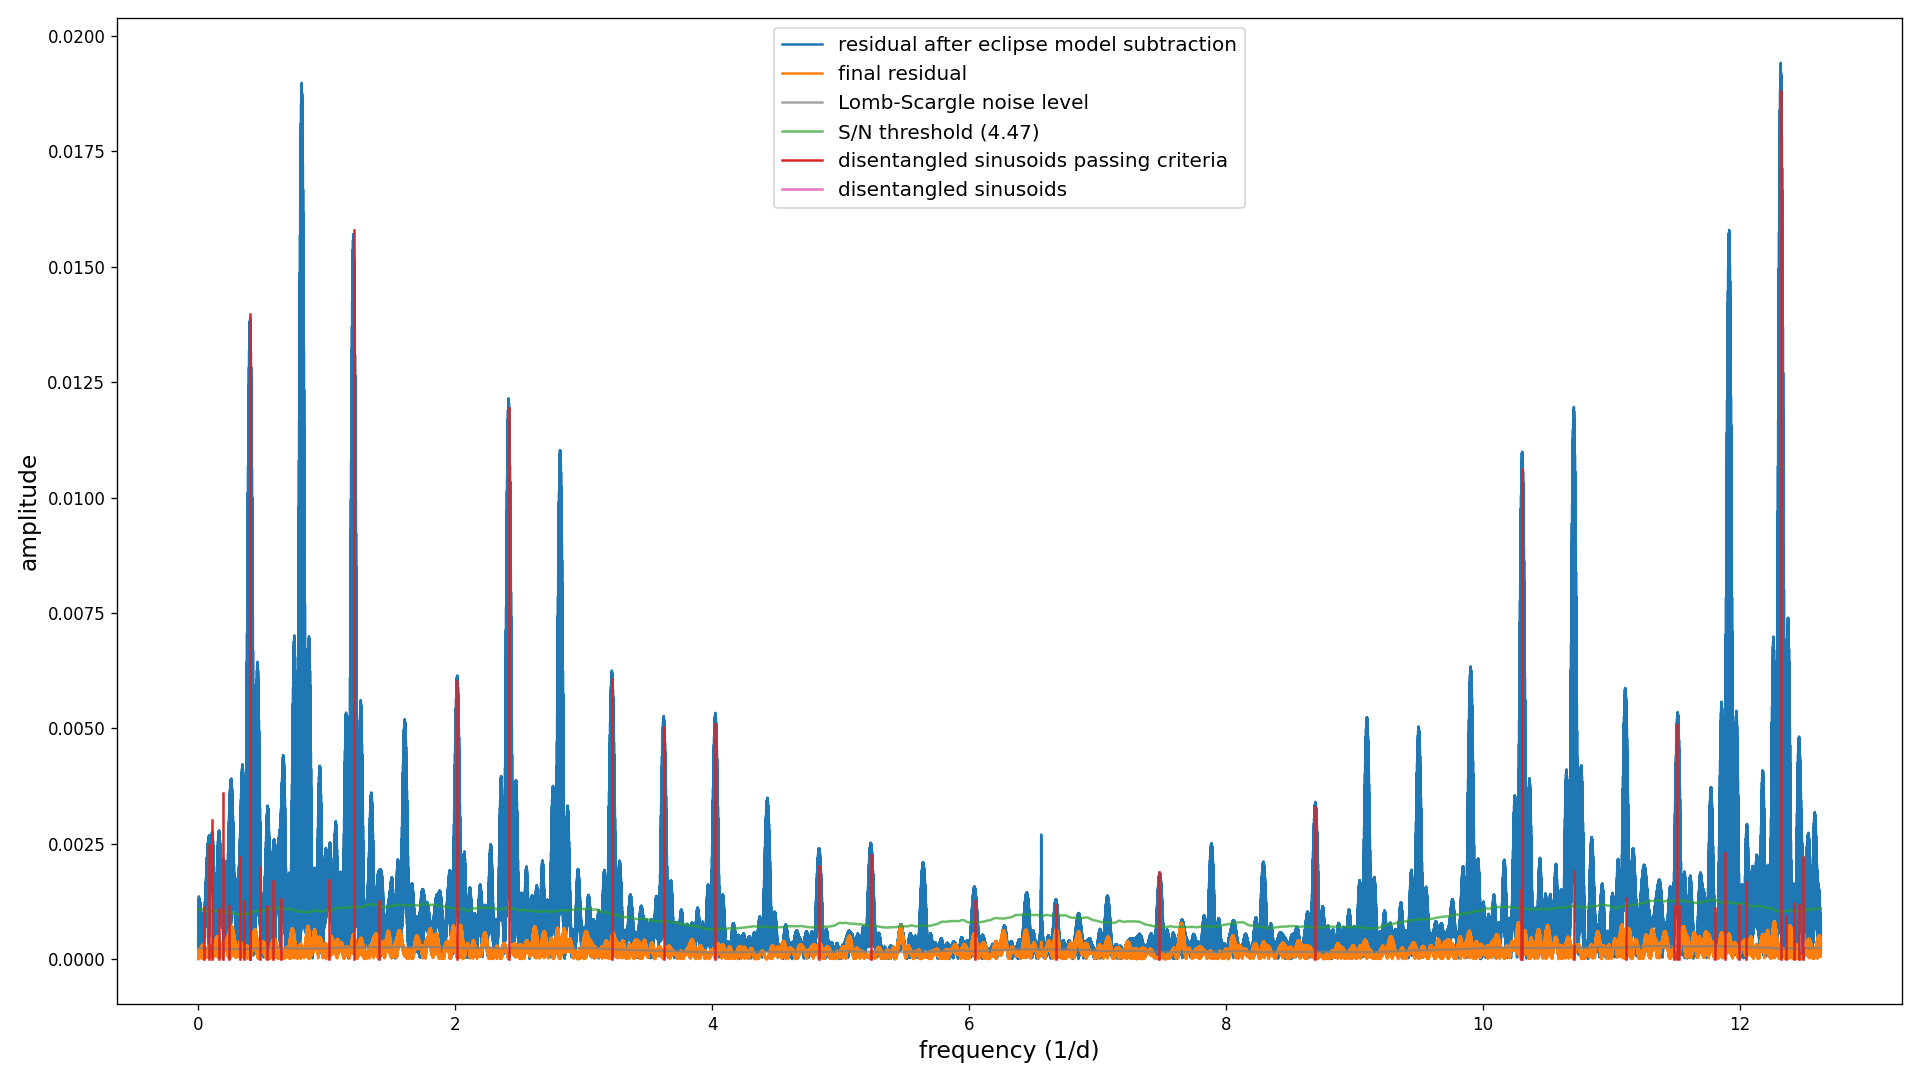 residual after eclipse model subtraction
final residual
Lomb-Scargle noise level
S/N threshold (4.47)
disentangled sinusoids passing criteria
disentangled sinusoids
amplitude
0.0200
0.0175
0.0150
0.0125
0.0100
0.0075
0.0050
0.0025
0.0000
0 2 4 6 8 10 12
frequency (1/d)